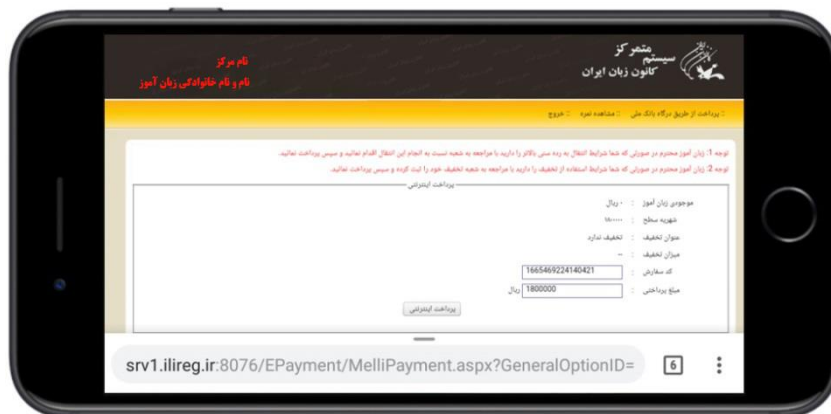 متمرکز
سیستم
کانون زبان ایران
نام مرکز
نام و نام خانوادگی زبان آموز
:: پرداخت از طریق درگاه بانک ملی :: مشاهده نمره :: خروج
توجه 1: زبان آموز محترم در صورتی که شما شرایط انتقال به رده سنی بالاتر را دارید با مراجعه به شعبه نسبت به انجام این انتقال اقدام نمائید و سپس پرداخت نمائید.
توجه 2: زبان آموز محترم در صورتی که شما شرایط استفاده از تخفیف را دارید با مراجعه به شعبه تخفیف خود را ثبت کرده و سپس پرداخت نمائید.
پرداخت اینترنتی
موجودی زبان آموز : ۰ ریال
شهریه سطح : ۱۸۰۰۰۰۰
عنوان تخفیف : تخفیف ندارد
میزان تخفیف : --
کد سفارش : 1665469224140421
مبلغ پرداختی : 1800000 ریال
پرداخت اینترنتی
srv1.ilireg.ir:8076/EPayment/MelliPayment.aspx?GeneralOptionID=
6